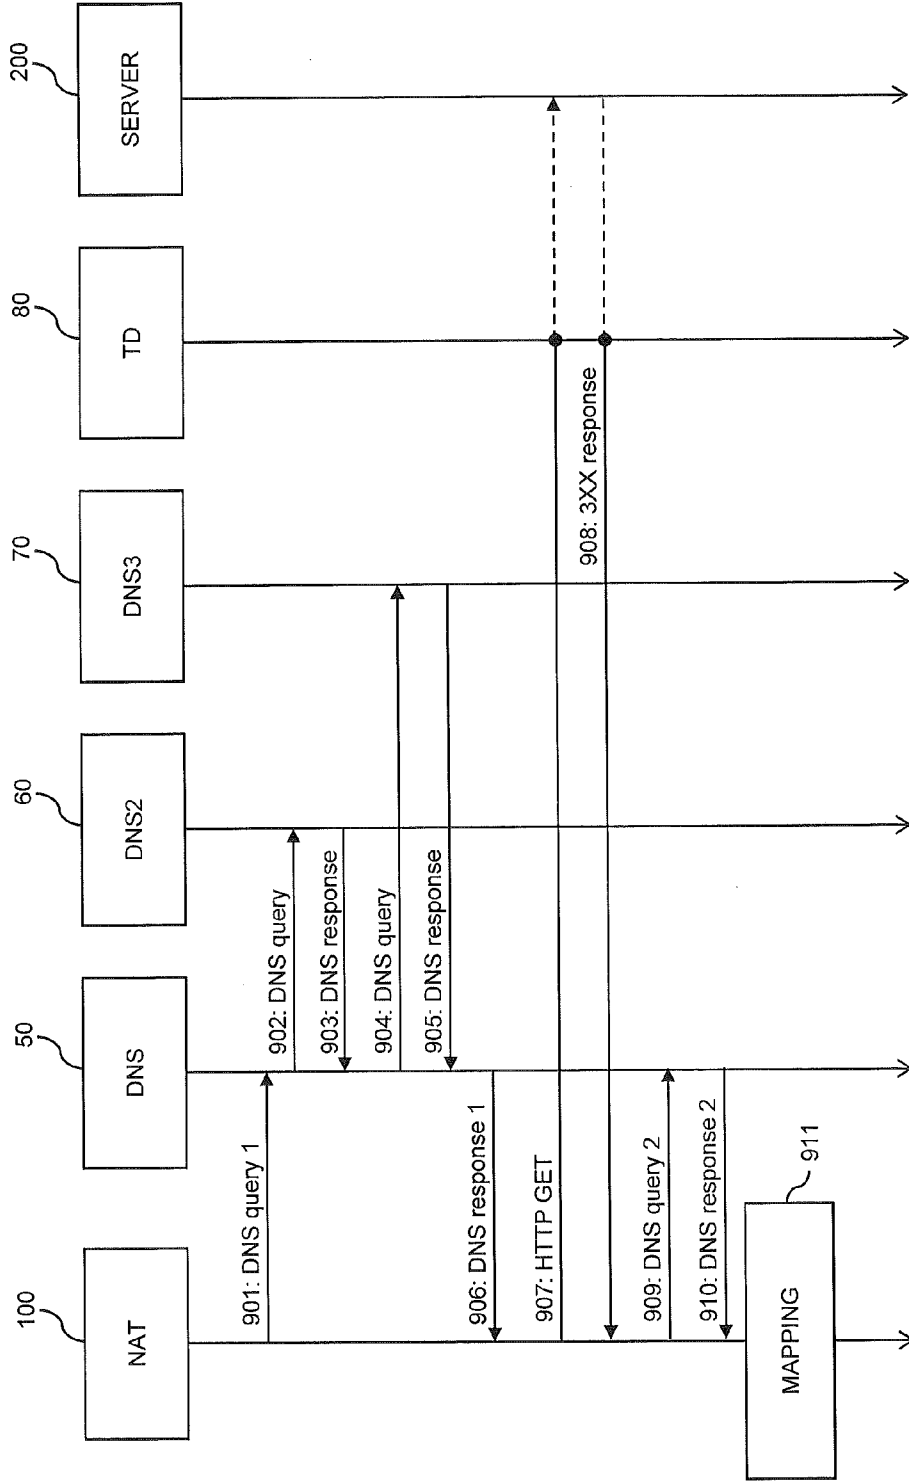 100
50
60
70
80
200
NAT
DNS
DNS2
DNS3
TD
SERVER
901: DNS query 1
902: DNS query
903: DNS response
904: DNS query
905: DNS response
906: DNS response 1
907: HTTP GET
908: 3XX response
909: DNS query 2
910: DNS response 2
911
MAPPING